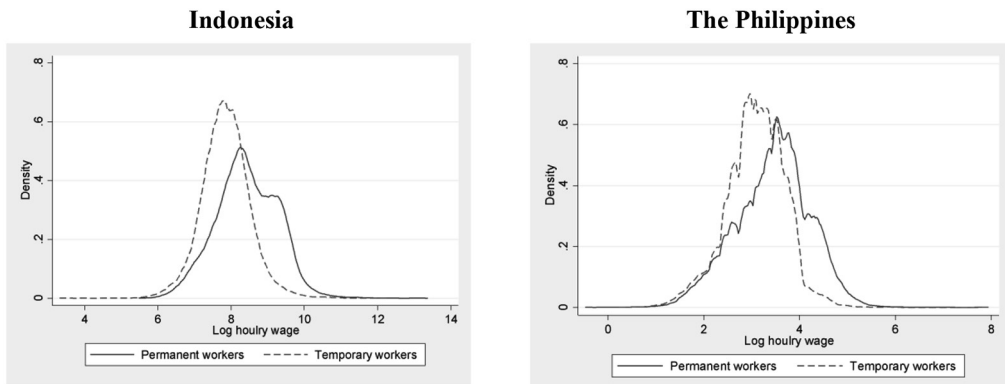 Indonesia
.8
.6
.4
.2
0
Density
4 6 8 10 12 14
Log houlry wage
Permanent workers Temporary workers
The Philippines
.8
.6
.4
.2
0
Density
0 2 4 6 8
Log houlry wage
Permanent workers Temporary workers